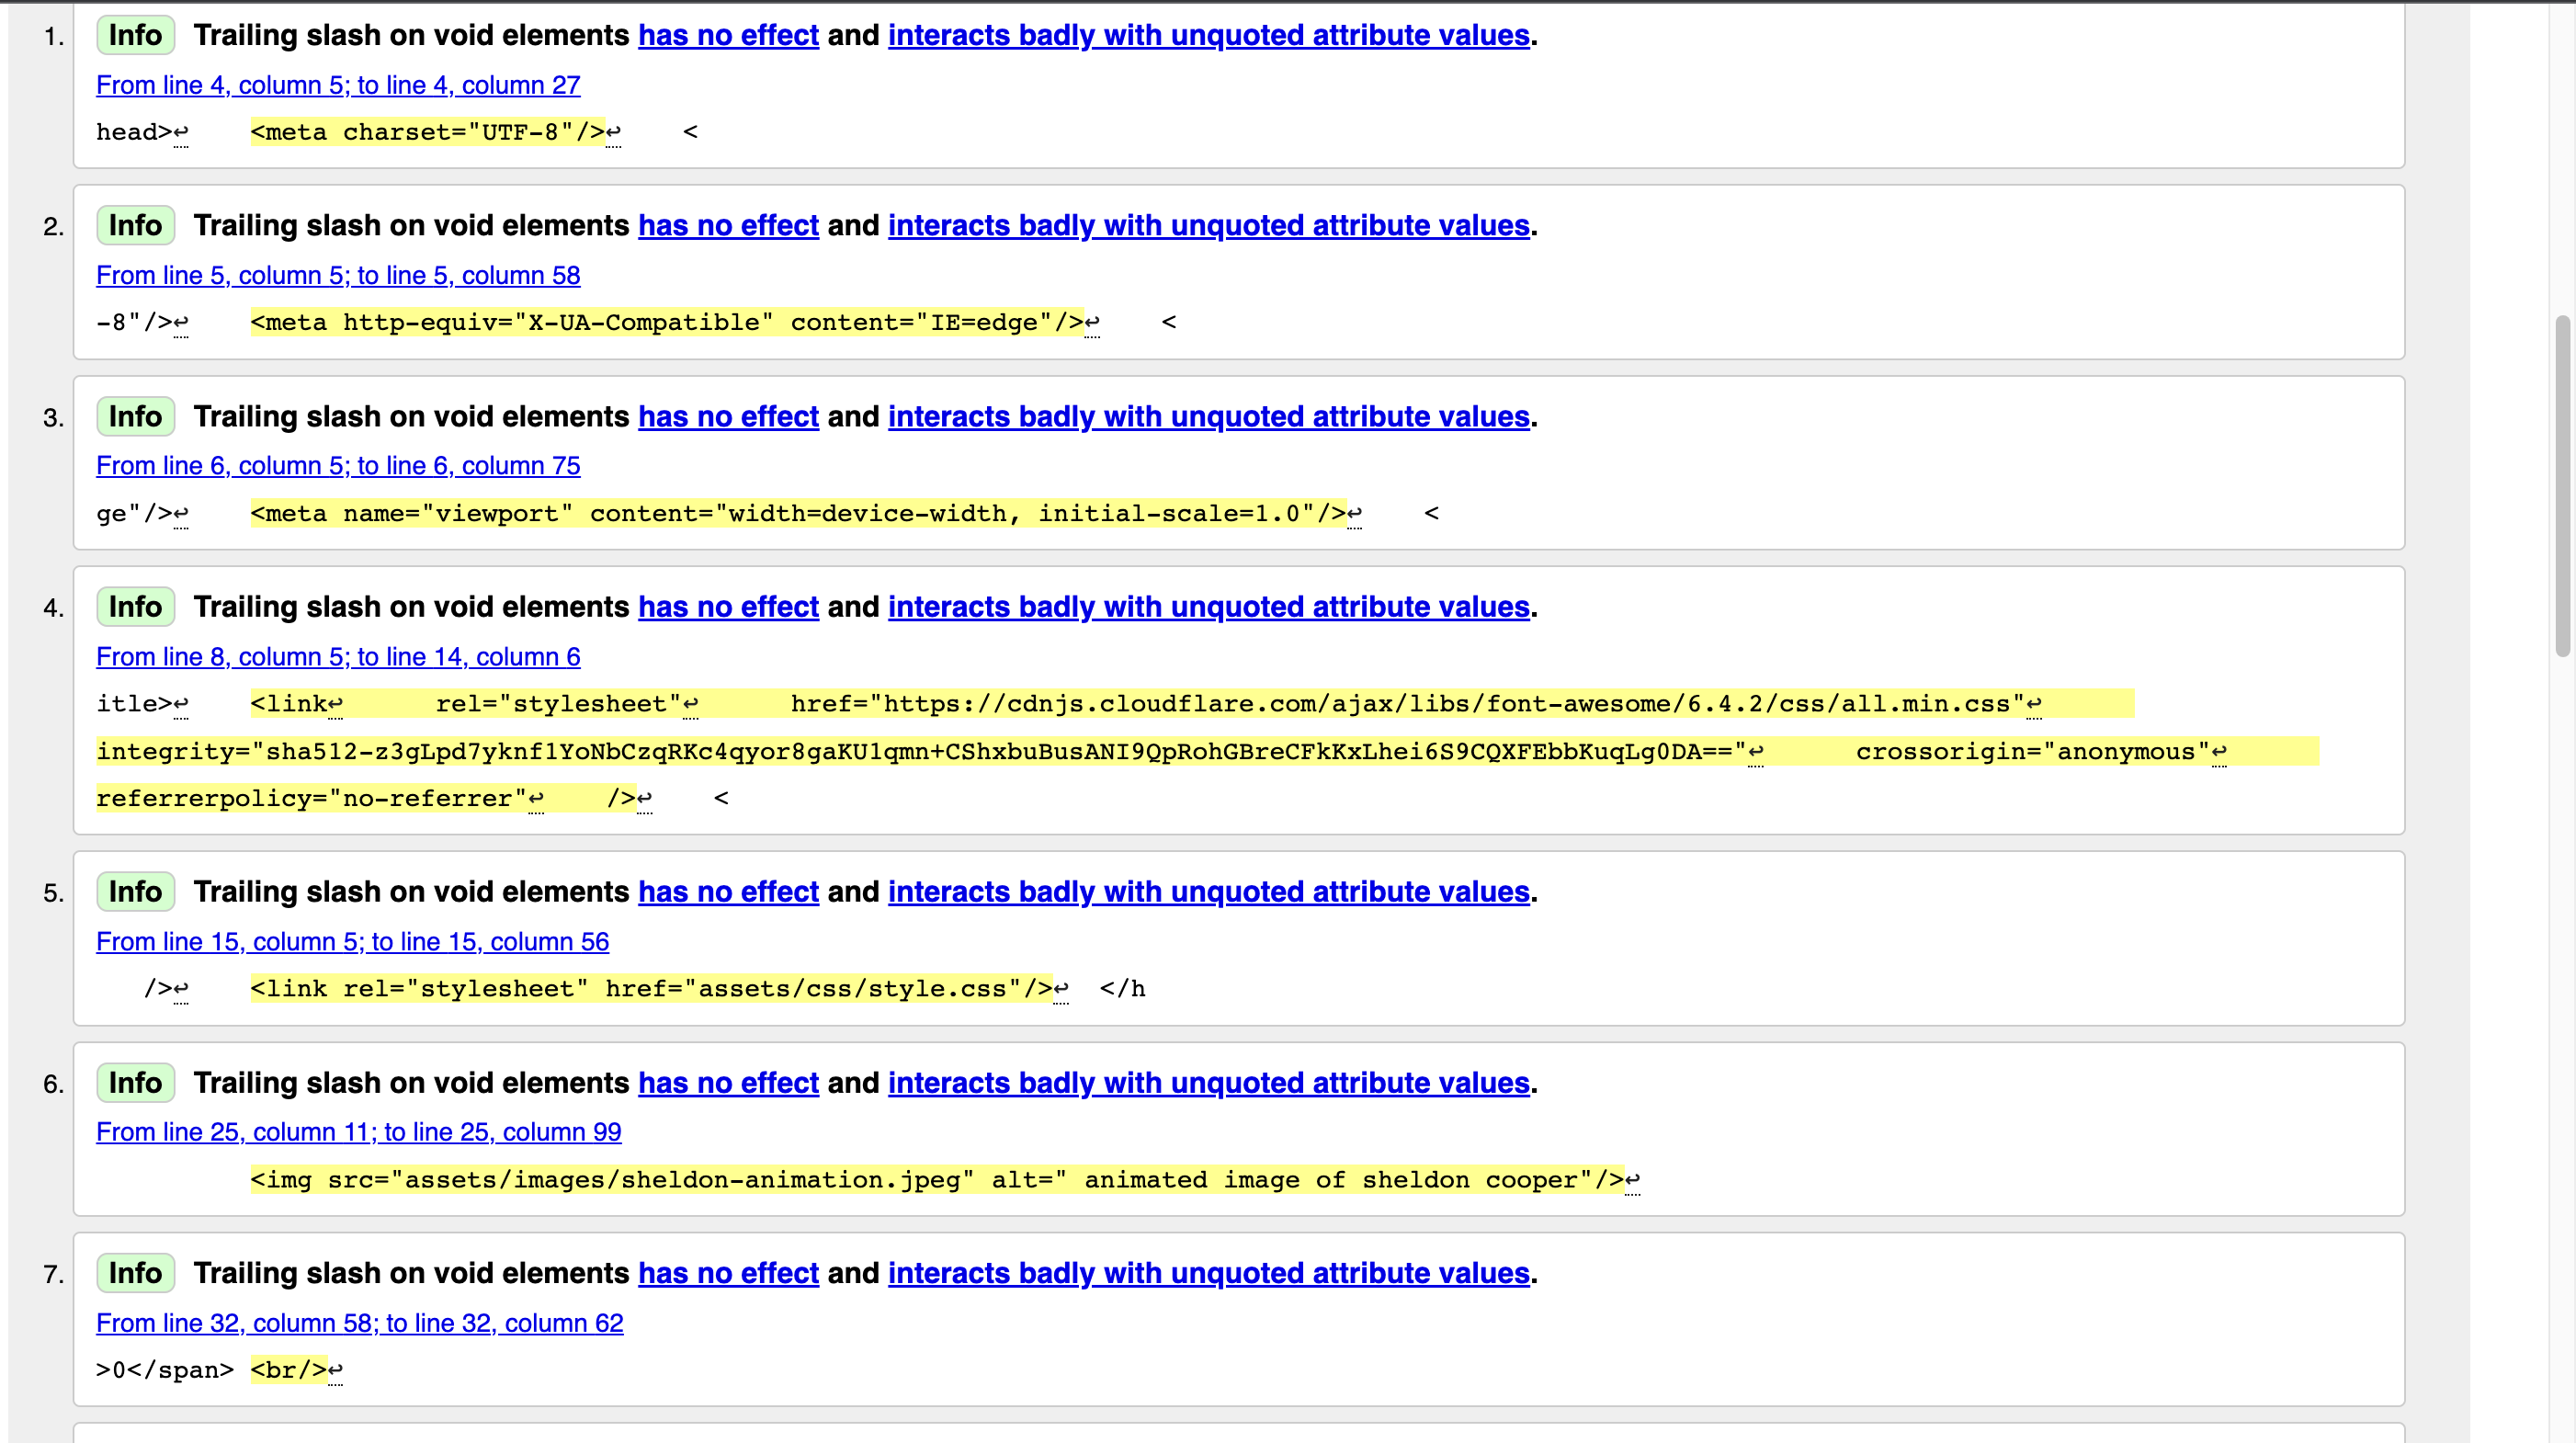 1. Info Trailing slash on void elements has no effect and interacts badly with unquoted attribute values.
From line 4, column 5; to line 4, column 27
head>↩    <meta charset="UTF-8"/>↩    <
2. Info Trailing slash on void elements has no effect and interacts badly with unquoted attribute values.
From line 5, column 5; to line 5, column 58
-8"/>↩    <meta http-equiv="X-UA-Compatible" content="IE=edge"/>↩    <
3. Info Trailing slash on void elements has no effect and interacts badly with unquoted attribute values.
From line 6, column 5; to line 6, column 75
ge"/>↩    <meta name="viewport" content="width=device-width, initial-scale=1.0"/>↩    <
4. Info Trailing slash on void elements has no effect and interacts badly with unquoted attribute values.
From line 8, column 5; to line 14, column 6
itle>↩    <link↩      rel="stylesheet"↩      href="https://cdnjs.cloudflare.com/ajax/libs/font-awesome/6.4.2/css/all.min.css"↩
integrity="sha512-z3gLpd7yknf1YoNbCzqRKc4qyor8gaKU1qmn+CShxbuBusANI9QpRohGBreCFkKxLhei6S9CQXFEbbKuqLg0DA=="↩      crossorigin="anonymous"↩
referrerpolicy="no-referrer"↩    />↩    <
5. Info Trailing slash on void elements has no effect and interacts badly with unquoted attribute values.
From line 15, column 5; to line 15, column 56
/>↩    <link rel="stylesheet" href="assets/css/style.css"/>↩  </h
6. Info Trailing slash on void elements has no effect and interacts badly with unquoted attribute values.
From line 25, column 11; to line 25, column 99
<img src="assets/images/sheldon-animation.jpeg" alt=" animated image of sheldon cooper"/>↩
7. Info Trailing slash on void elements has no effect and interacts badly with unquoted attribute values.
From line 32, column 58; to line 32, column 62
>0</span> <br/>↩